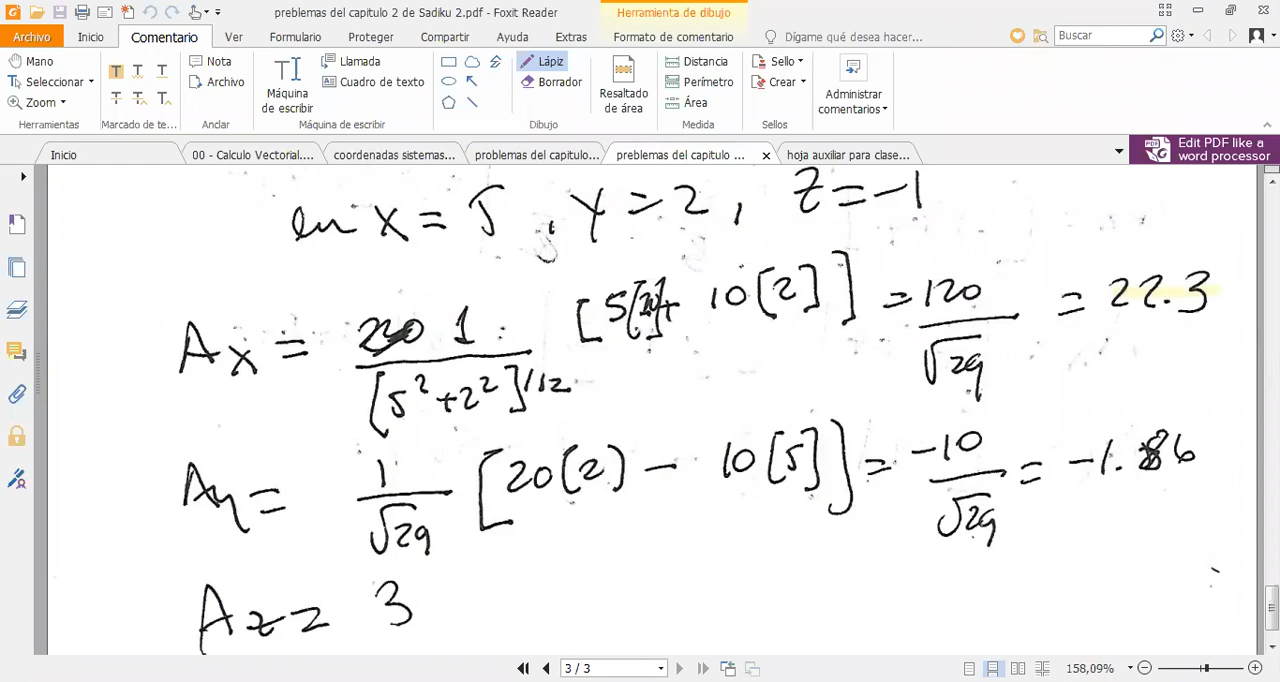 preblemas del capitulo 2 de Sadiku 2.pdf - Foxit Reader
Herramienta de dibujo
Archivo Inicio Comentario Ver Formulario Proteger Compartir Ayuda Extras Formato de comentario Dígame qué desea hacer... Buscar
Mano
Seleccionar
Zoom
Herramientas
T T T
T T T
Marcado de te...
Nota
Archivo
Anclar
Máquina de escribir
Llamada
Cuadro de texto
Máquina de escribir
Lápiz
Borrador
Dibujo
Resaltado de área
Distancia
Perímetro
Área
Medida
Sello
Crear
Sellos
Administrar comentarios
Inicio 00 - Calculo Vectorial.... coordenadas sistemas... problemas del capitulo... problemas del capitulo ... hoja auxiliar para clase...
Edit PDF like a word processor
en x = 5, y = 2, z = -1
Ax = 1 / [5² + 2²]^1/2 [5[20]+ 10[2]] = 120/√29 = 22.3
Ay = 1/√29 [20(2) - 10[5]] = -10/√29 = -1.86
Az = 3
3 / 3
158,09%